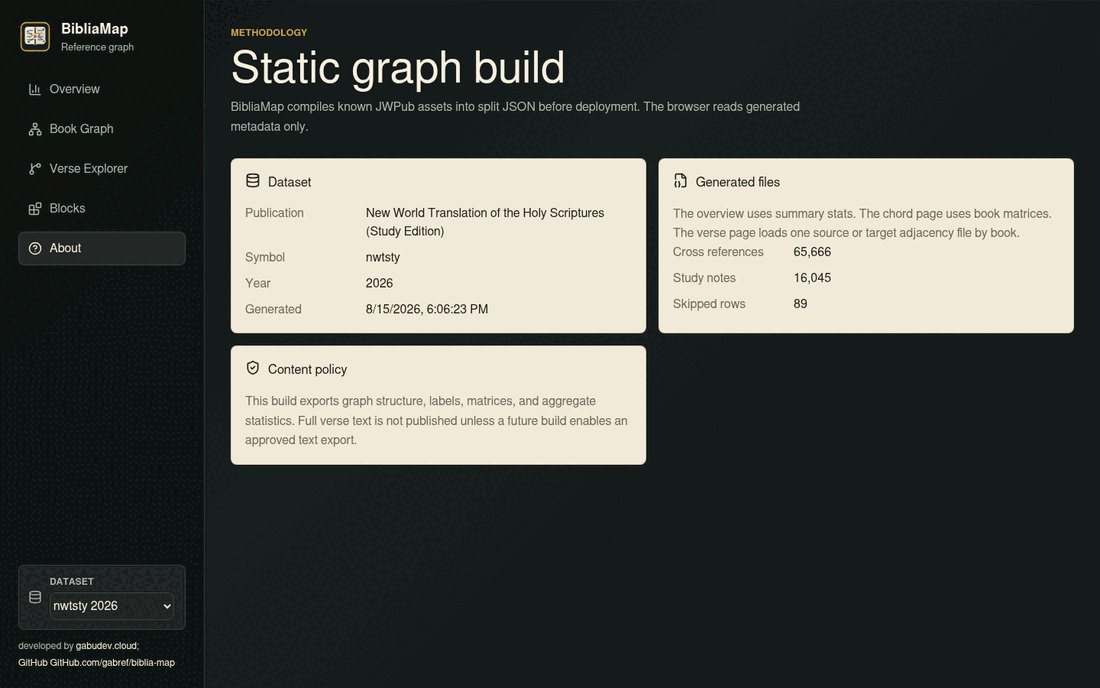 BibliaMap
Reference graph
Overview
Book Graph
Verse Explorer
Blocks
About
DATASET
nwtsty 2026
developed by gabudev.cloud;
GitHub GitHub.com/gabref/biblia-map
METHODOLOGY
Static graph build
BibliaMap compiles known JWPub assets into split JSON before deployment. The browser reads generated
metadata only.
Dataset
Publication New World Translation of the Holy Scriptures
(Study Edition)
Symbol nwtsty
Year 2026
Generated 8/15/2026, 6:06:23 PM
Generated files
The overview uses summary stats. The chord page uses book matrices.
The verse page loads one source or target adjacency file by book.
Cross references 65,666
Study notes 16,045
Skipped rows 89
Content policy
This build exports graph structure, labels, matrices, and aggregate
statistics. Full verse text is not published unless a future build enables an
approved text export.